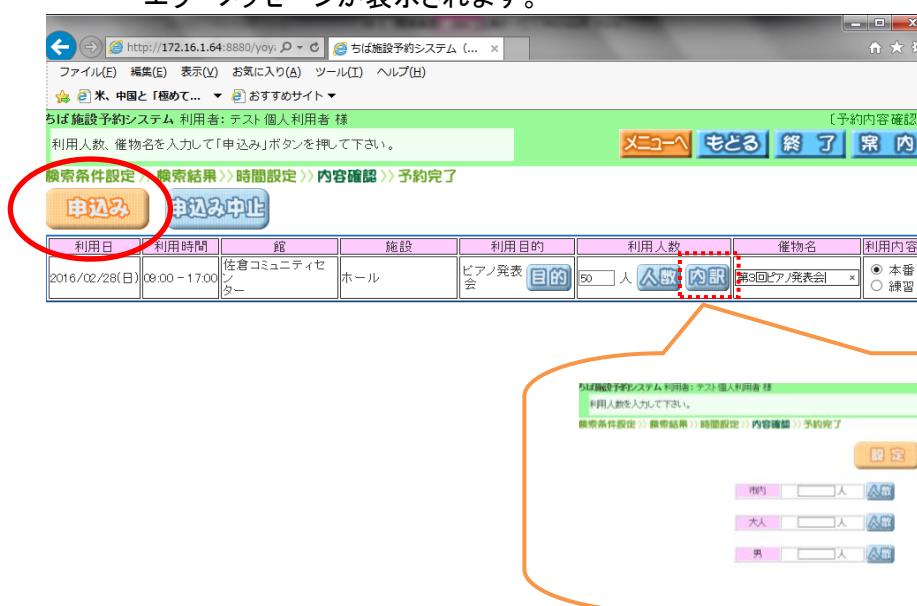 エラーメッセージが表示されます。
http://172.16.1.64:8880/yoy
ちば施設予約システム (... ×
ファイル(F) 編集(E) 表示(V) お気に入り(A) ツール(T) ヘルプ(H)
米、中国と「極めて... ▼ おすすめサイト ▼
ちば施設予約システム 利用者: テスト個人利用者 様
〔予約内容確認
利用人数、催物名を入力して「申込み」ボタンを押して下さい。
メニューへ もどる 終了 案内
検索条件設定 >> 検索結果 >> 時間設定 >> 内容確認 >> 予約完了
申込み 申込み中止
利用日 利用時間 館 施設 利用目的 利用人数 催物名 利用内容
2016/02/28(日) 09:00 – 17:00 佐倉コミュニティセンター ホール ピアノ発表会 目的 50 人 人数 内訳 第3回ピアノ発表会 × 本番
練習
ちば施設予約システム 利用者: テスト個人利用者 様
利用人数を入力して下さい。
検索条件設定 >> 検索結果 >> 時間設定 >> 内容確認 >> 予約完了
設定
市内 人 人数
大人 人 人数
男 人 人数